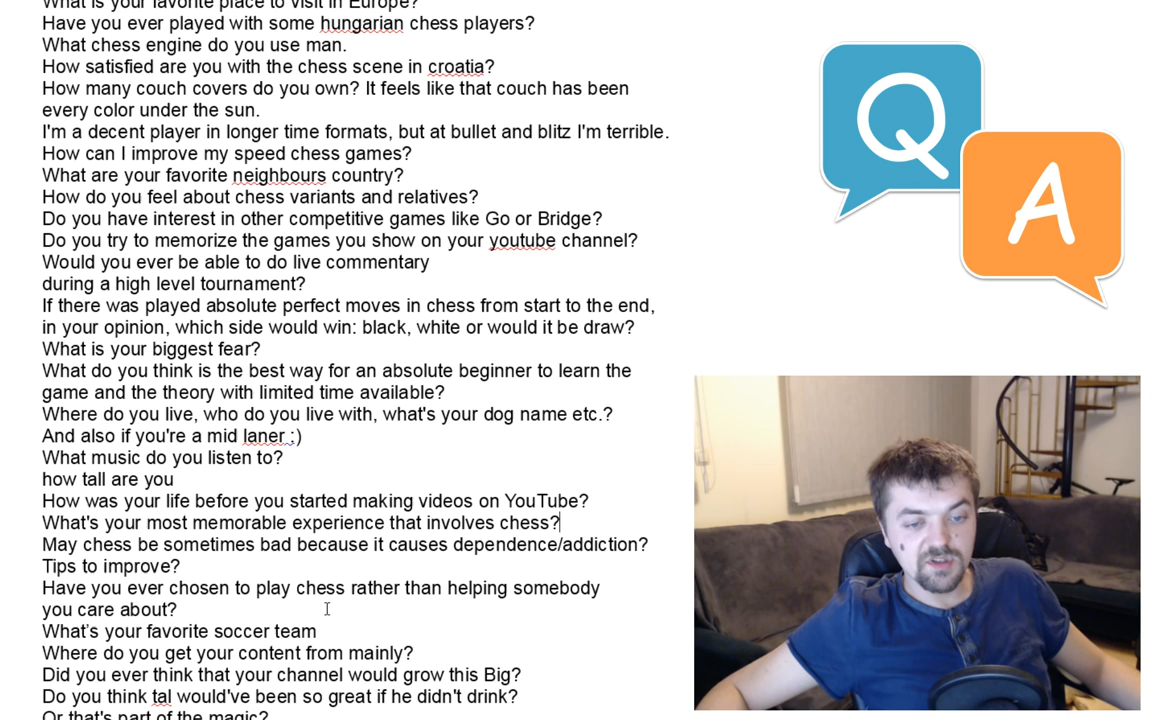 What is your favorite place to visit in Europe?
Have you ever played with some hungarian chess players?
What chess engine do you use man.
How satisfied are you with the chess scene in croatia?
How many couch covers do you own? It feels like that couch has been
every color under the sun.
I'm a decent player in longer time formats, but at bullet and blitz I'm terrible.
How can I improve my speed chess games?
What are your favorite neighbours country?
How do you feel about chess variants and relatives?
Do you have interest in other competitive games like Go or Bridge?
Do you try to memorize the games you show on your youtube channel?
Would you ever be able to do live commentary
during a high level tournament?
If there was played absolute perfect moves in chess from start to the end,
in your opinion, which side would win: black, white or would it be draw?
What is your biggest fear?
What do you think is the best way for an absolute beginner to learn the
game and the theory with limited time available?
Where do you live, who do you live with, what's your dog name etc.?
And also if you're a mid laner :)
What music do you listen to?
how tall are you
How was your life before you started making videos on YouTube?
What's your most memorable experience that involves chess?
May chess be sometimes bad because it causes dependence/addiction?
Tips to improve?
Have you ever chosen to play chess rather than helping somebody
you care about?
What's your favorite soccer team
Where do you get your content from mainly?
Did you ever think that your channel would grow this Big?
Do you think tal would've been so great if he didn't drink?
Or that's part of the magic?
Q
A